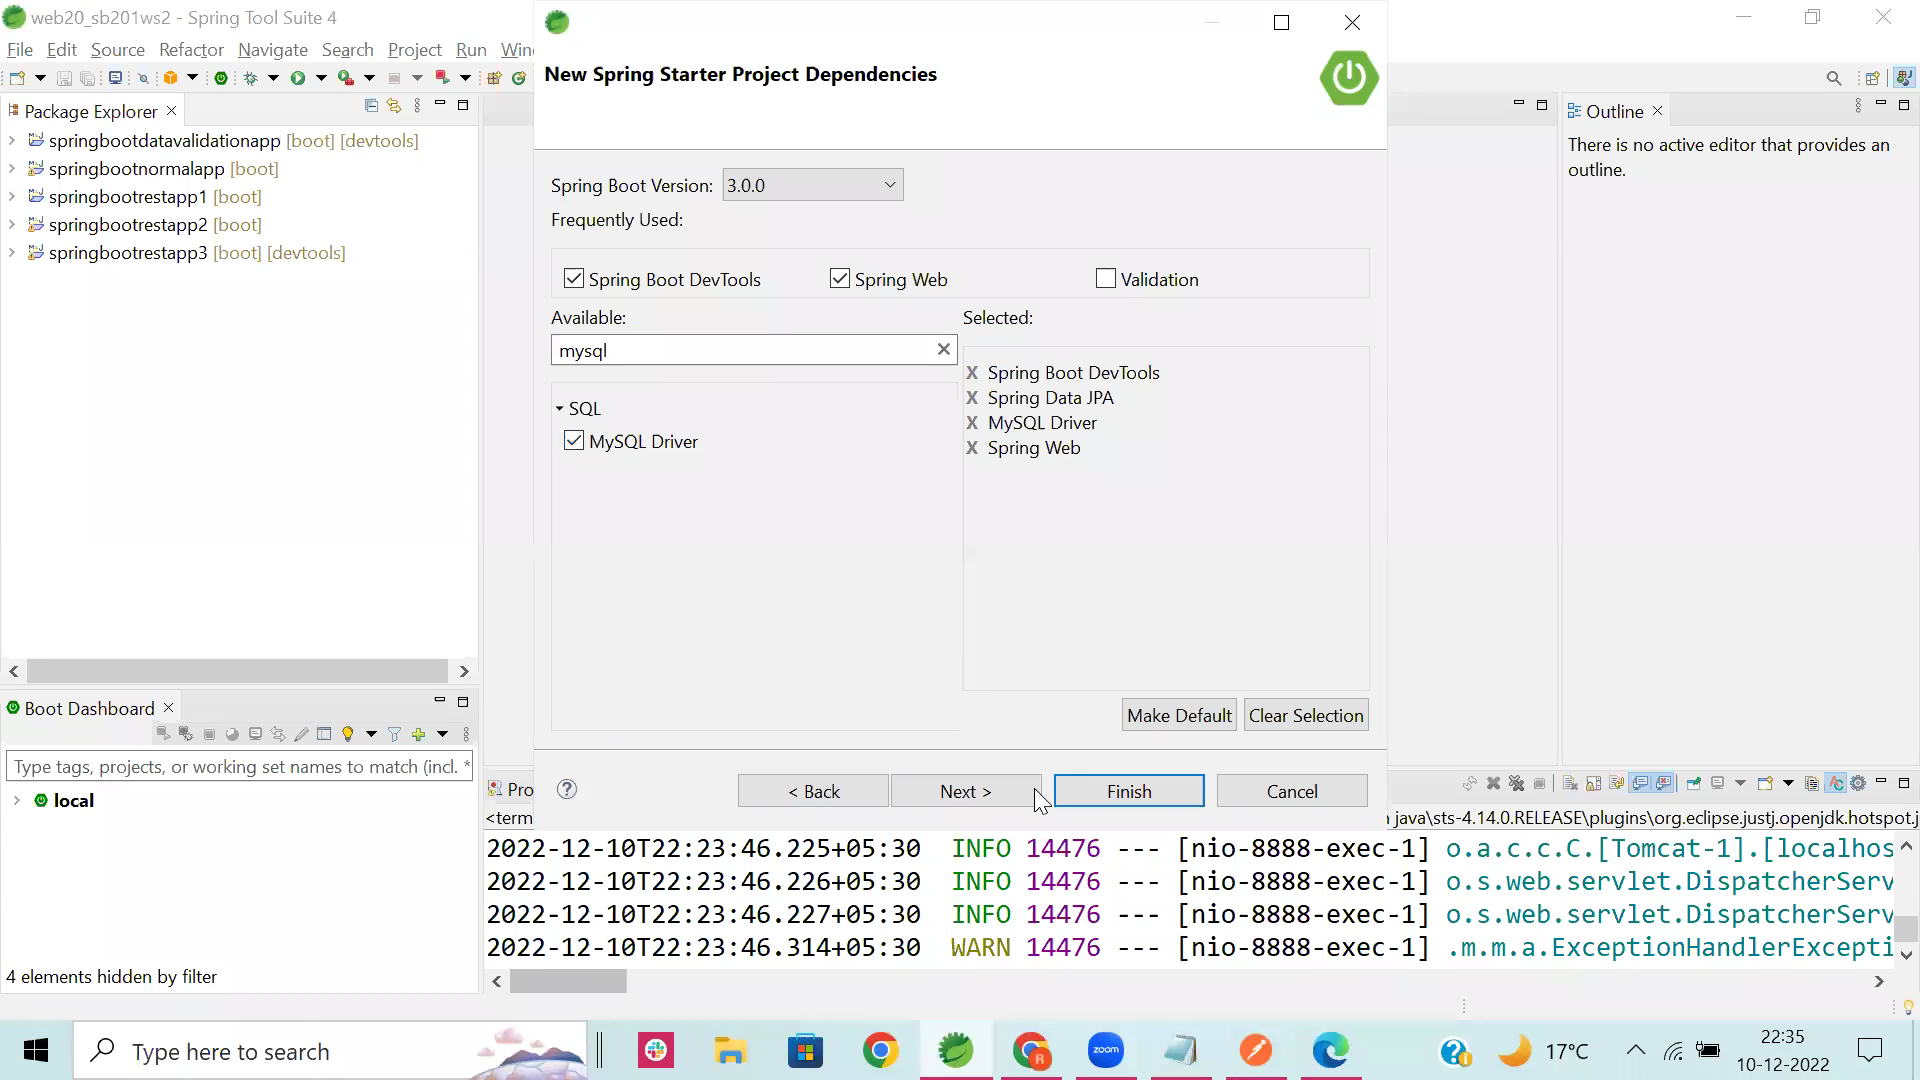 web20_sb201ws2 - Spring Tool Suite 4
File Edit Source Refactor Navigate Search Project Run
Package Explorer
springbootdatavalidationapp [boot] [devtools]
springbootnormalapp [boot]
springbootrestapp1 [boot]
springbootrestapp2 [boot]
springbootrestapp3 [boot] [devtools]
Boot Dashboard
Type tags, projects, or working set names to match (incl. *
local
4 elements hidden by filter
New Spring Starter Project Dependencies
Spring Boot Version: 3.0.0
Frequently Used:
Spring Boot DevTools Spring Web Validation
Available: Selected:
mysql
SQL
MySQL Driver
X Spring Boot DevTools
X Spring Data JPA
X MySQL Driver
X Spring Web
Make Default Clear Selection
< Back Next > Finish Cancel
Outline
There is no active editor that provides an
outline.
Pro
<term
java\sts-4.14.0.RELEASE\plugins\org.eclipse.justj.openjdk.hotspot.j
2022-12-10T22:23:46.225+05:30 INFO 14476 --- [nio-8888-exec-1] o.a.c.c.C.[Tomcat-1].[localhos
2022-12-10T22:23:46.226+05:30 INFO 14476 --- [nio-8888-exec-1] o.s.web.servlet.DispatcherServ
2022-12-10T22:23:46.227+05:30 INFO 14476 --- [nio-8888-exec-1] o.s.web.servlet.DispatcherServ
2022-12-10T22:23:46.314+05:30 WARN 14476 --- [nio-8888-exec-1] .m.m.a.ExceptionHandlerExcepti
Type here to search
zoom
R
17°C
22:35
10-12-2022